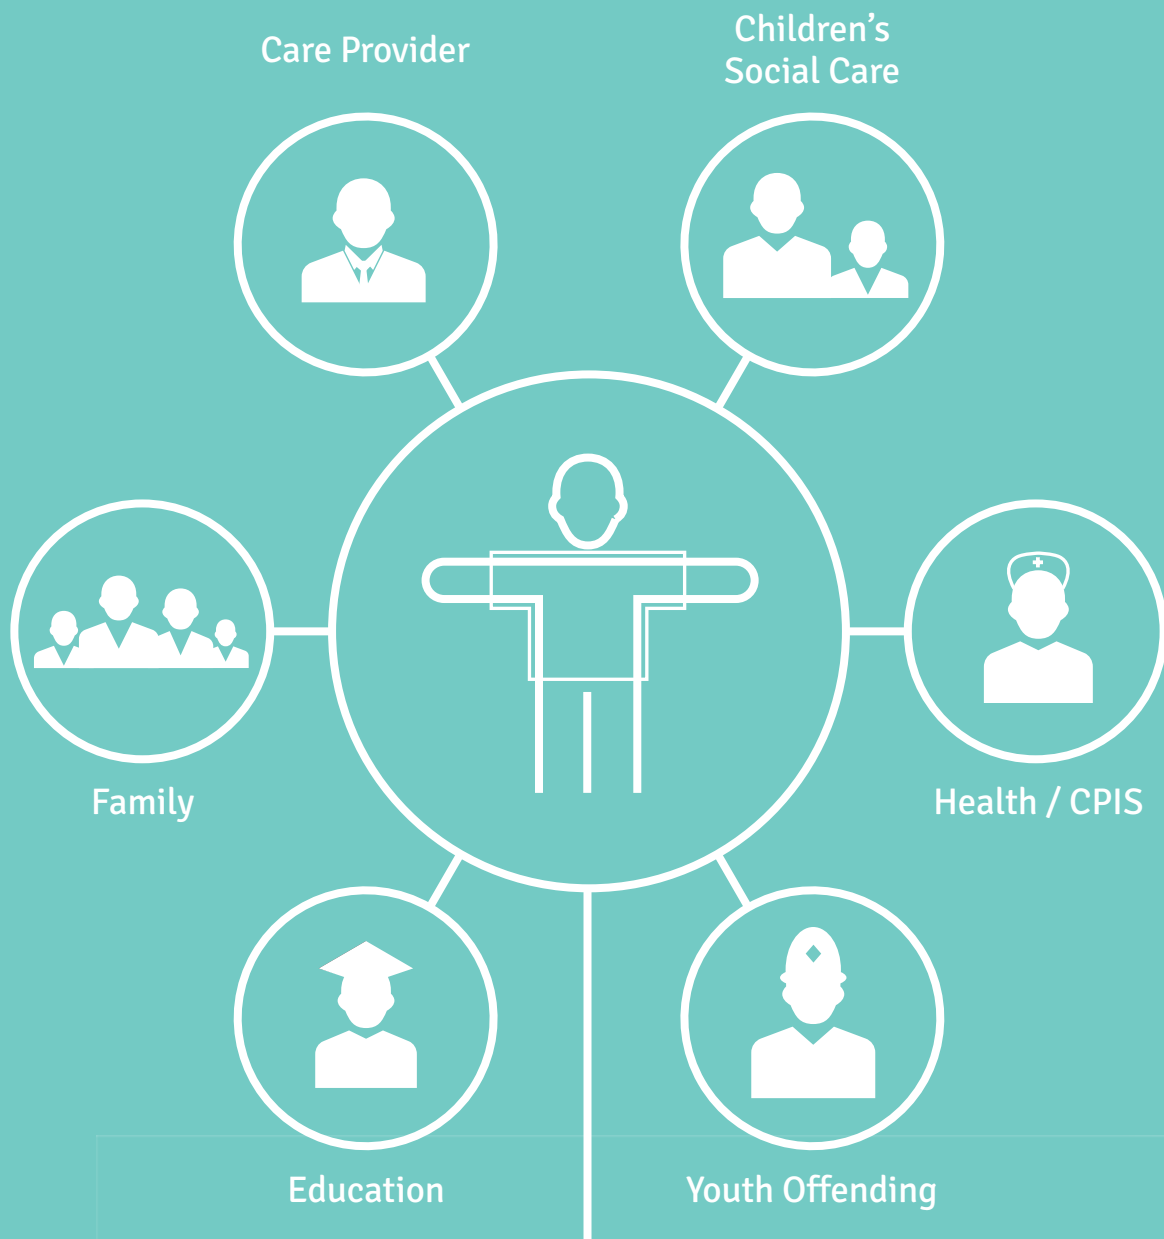 Care Provider
Children’s
Social Care
Family
Health / CPIS
Education
Youth Offending